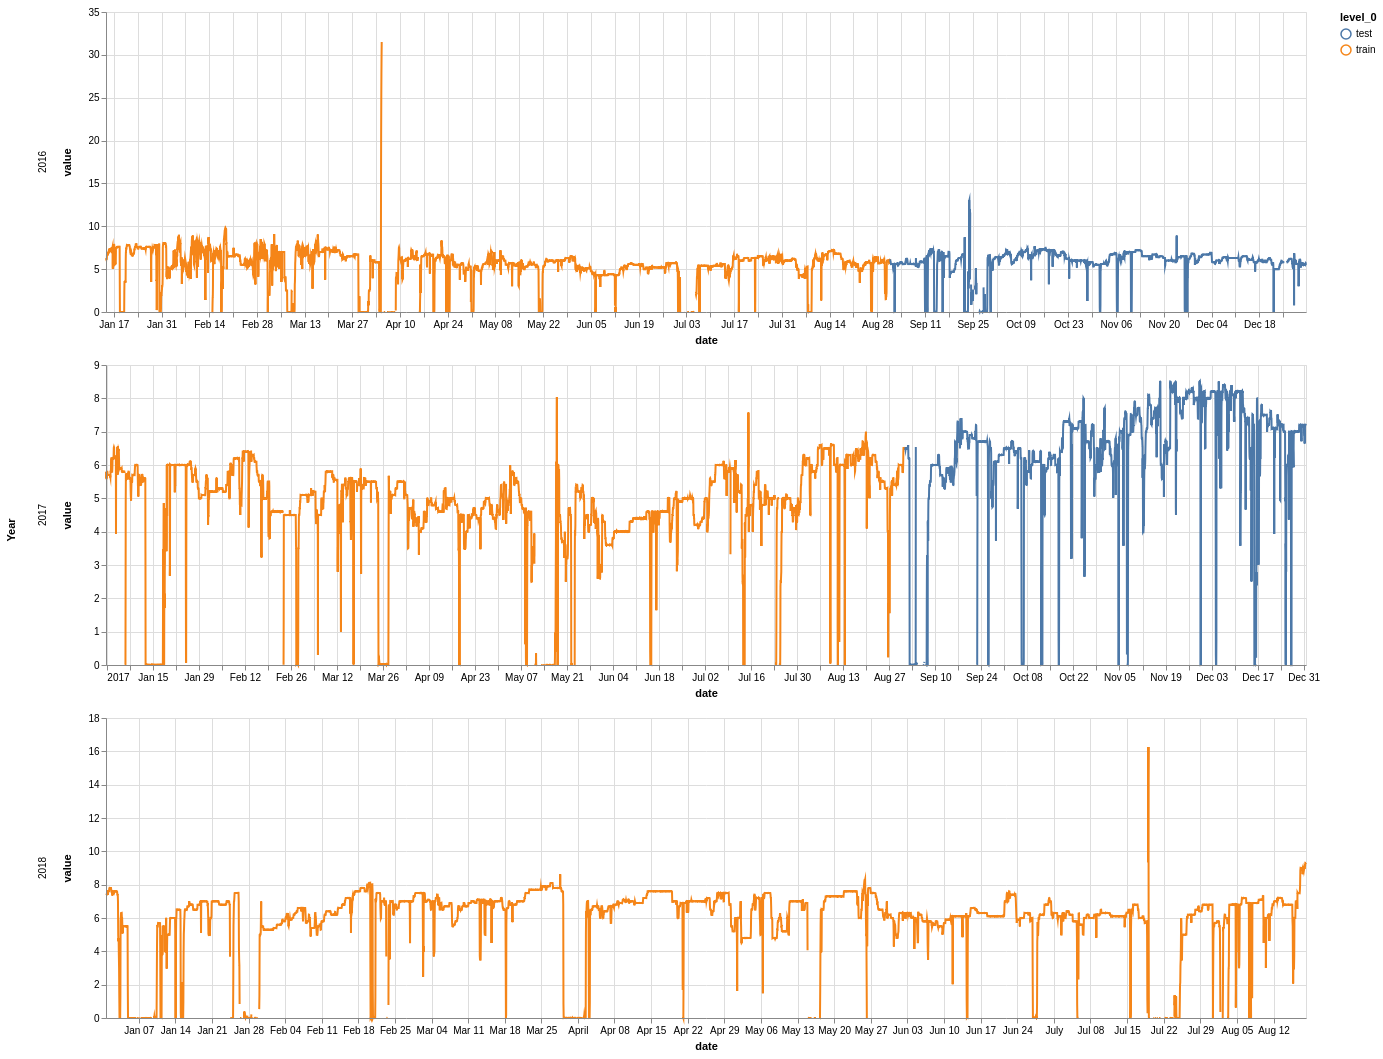 level_0
test
train
35
30
25
20
15
10
5
0
2016
value
Jan 17 Jan 31 Feb 14 Feb 28 Mar 13 Mar 27 Apr 10 Apr 24 May 08 May 22 Jun 05 Jun 19 Jul 03 Jul 17 Jul 31 Aug 14 Aug 28 Sep 11 Sep 25 Oct 09 Oct 23 Nov 06 Nov 20 Dec 04 Dec 18
date
9
8
7
6
5
4
3
2
1
0
Year
2017
value
2017 Jan 15 Jan 29 Feb 12 Feb 26 Mar 12 Mar 26 Apr 09 Apr 23 May 07 May 21 Jun 04 Jun 18 Jul 02 Jul 16 Jul 30 Aug 13 Aug 27 Sep 10 Sep 24 Oct 08 Oct 22 Nov 05 Nov 19 Dec 03 Dec 17 Dec 31
date
18
16
14
12
10
8
6
4
2
0
2018
value
Jan 07 Jan 14 Jan 21 Jan 28 Feb 04 Feb 11 Feb 18 Feb 25 Mar 04 Mar 11 Mar 18 Mar 25 April Apr 08 Apr 15 Apr 22 Apr 29 May 06 May 13 May 20 May 27 Jun 03 Jun 10 Jun 17 Jun 24 July Jul 08 Jul 15 Jul 22 Jul 29 Aug 05 Aug 12
date